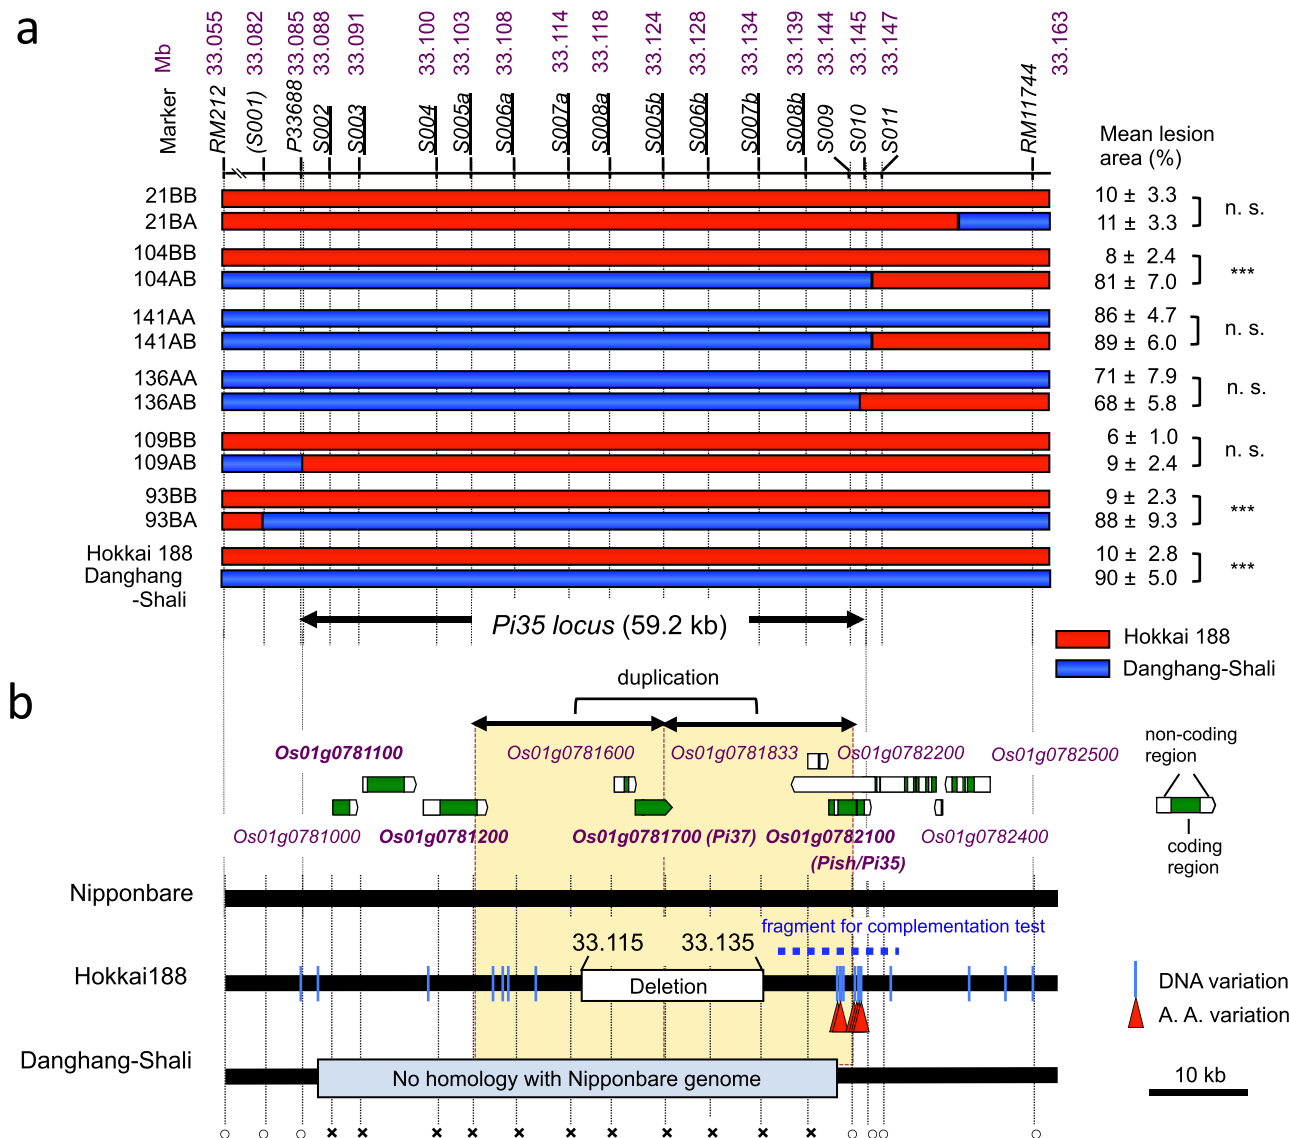 a
Mb 33.055 33.082 33.085 33.088 33.091 33.100 33.103 33.108 33.114 33.118 33.124 33.128 33.134 33.139 33.144 33.145 33.147 33.163
Marker RM212 (S001) P33688 S002 S003 S004 S005a S006a S007a S008a S005b S006b S007b S008b S009 S010 S011 RM11744
Mean lesion
area (%)
21BB 10 ± 3.3
21BA 11 ± 3.3
n. s.
104BB 8 ± 2.4
104AB 81 ± 7.0
***
141AA 86 ± 4.7
141AB 89 ± 6.0
n. s.
136AA 71 ± 7.9
136AB 68 ± 5.8
n. s.
109BB 6 ± 1.0
109AB 9 ± 2.4
n. s.
93BB 9 ± 2.3
93BA 88 ± 9.3
***
Hokkai 188 10 ± 2.8
Danghang 90 ± 5.0
-Shali
***
Pi35 locus (59.2 kb)
Hokkai 188
Danghang-Shali
b
duplication
Os01g0781100 Os01g0781600 Os01g0781833 Os01g0782200 Os01g0782500
Os01g0781000 Os01g0781200 Os01g0781700 (Pi37) Os01g0782100 Os01g0782400
(Pish/Pi35)
non-coding
region
coding
region
Nipponbare
fragment for complementation test
33.115 33.135
Hokkai188 Deletion
DNA variation
A. A. variation
Danghang-Shali No homology with Nipponbare genome
10 kb